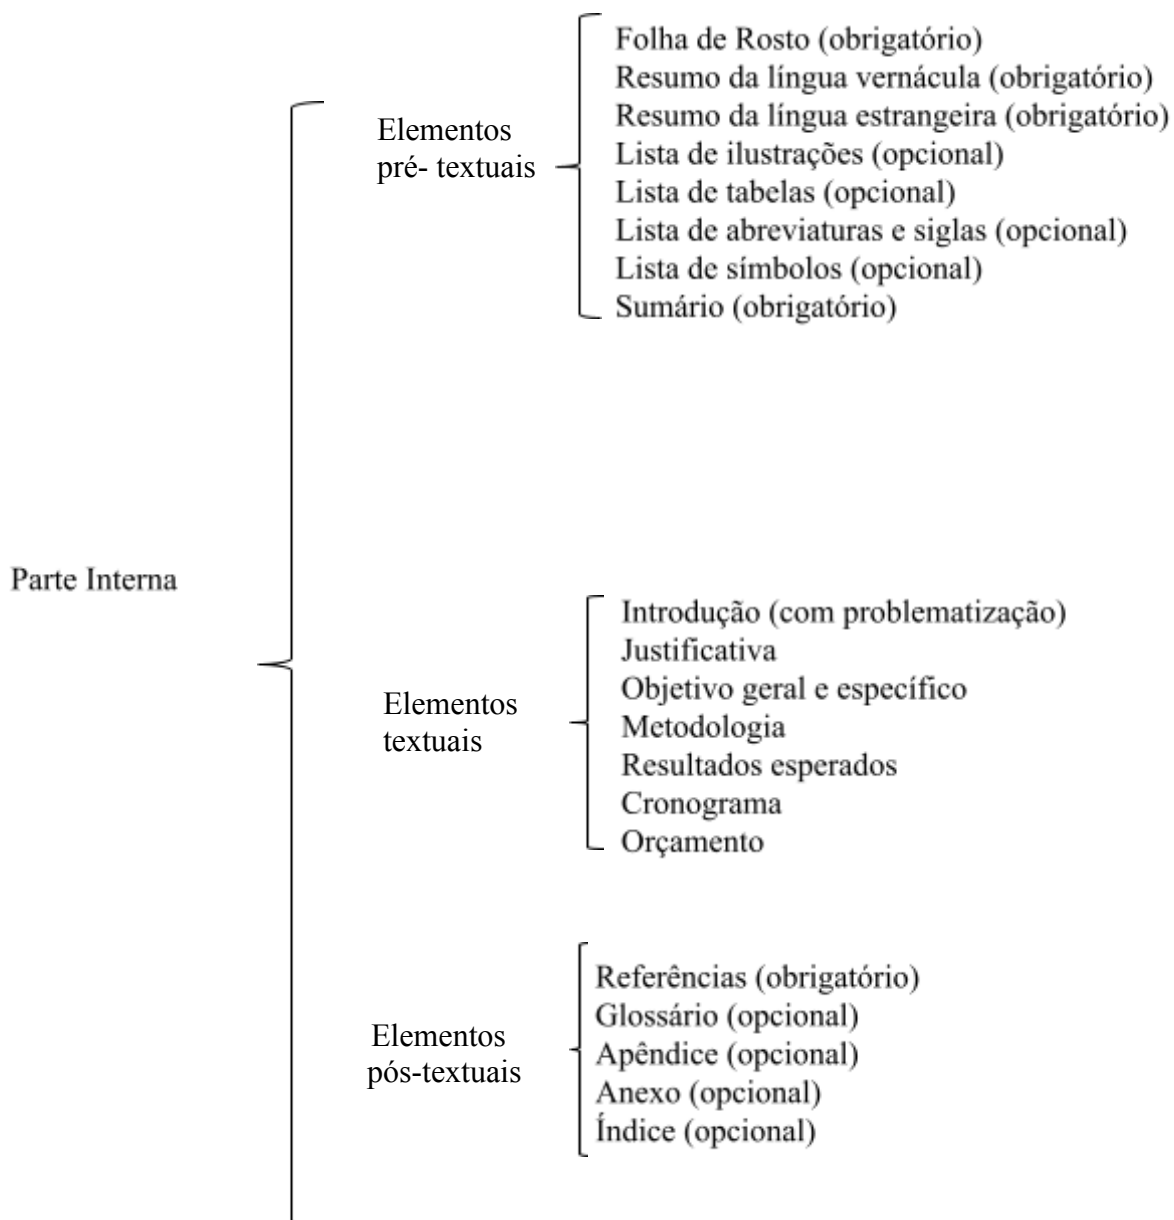 Parte Interna
Elementos
pré- textuais
Folha de Rosto (obrigatório)
Resumo da língua vernácula (obrigatório)
Resumo da língua estrangeira (obrigatório)
Lista de ilustrações (opcional)
Lista de tabelas (opcional)
Lista de abreviaturas e siglas (opcional)
Lista de símbolos (opcional)
Sumário (obrigatório)
Elementos
textuais
Introdução (com problematização)
Justificativa
Objetivo geral e específico
Metodologia
Resultados esperados
Cronograma
Orçamento
Elementos
pós-textuais
Referências (obrigatório)
Glossário (opcional)
Apêndice (opcional)
Anexo (opcional)
Índice (opcional)